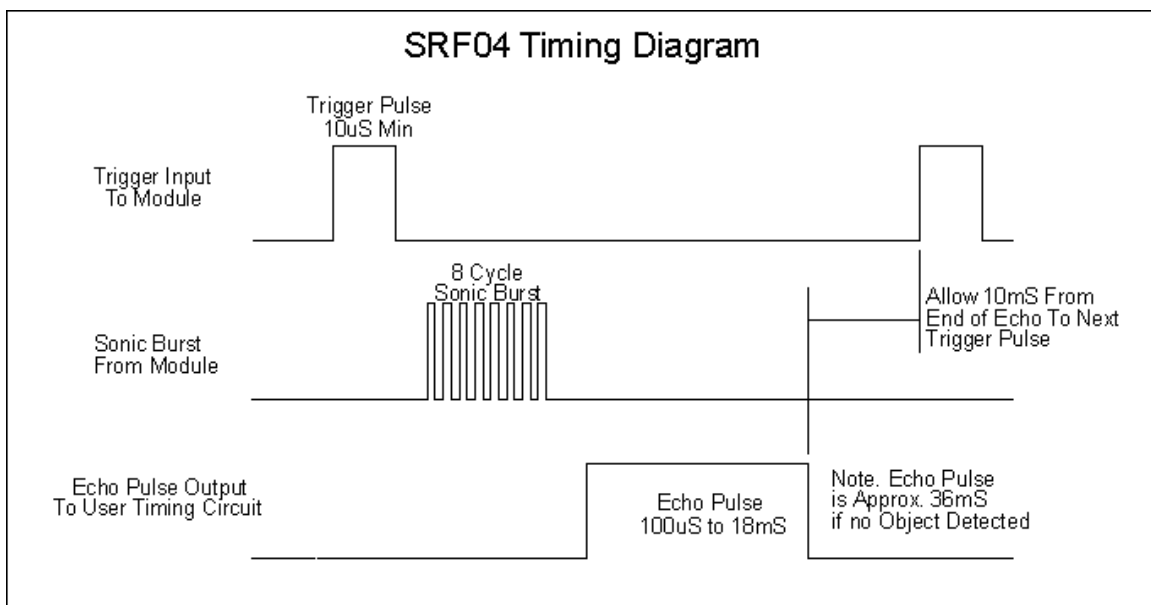 SRF04 Timing Diagram
Trigger Pulse
10uS Min
Trigger Input
To Module
8 Cycle
Sonic Burst
Allow 10mS From
End of Echo To Next
Trigger Pulse
Sonic Burst
From Module
Echo Pulse Output
To User Timing Circuit
Echo Pulse
100uS to 18mS
Note. Echo Pulse
is Approx. 36mS
if no Object Detected